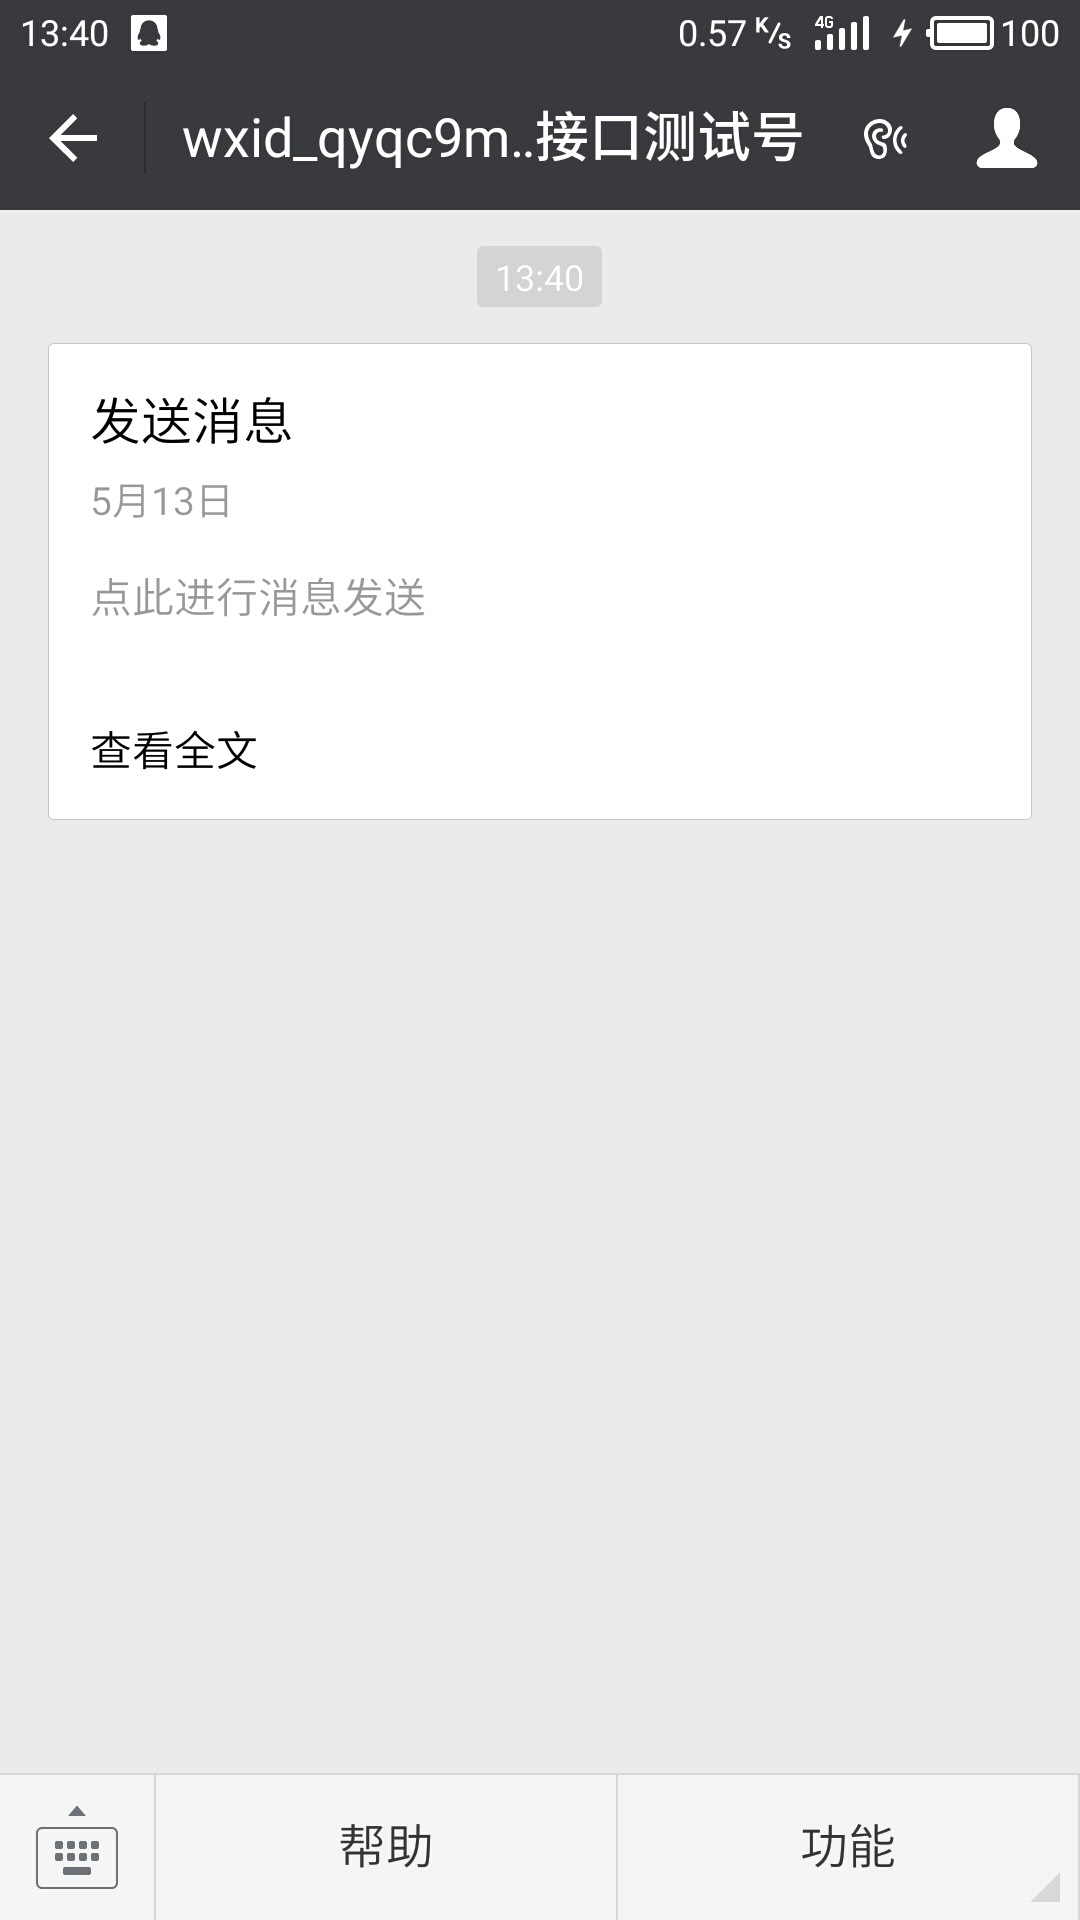 13:40
0.57 K/s 4G 100
wxid_qyqc9m..接口测试号
13:40
发送消息
5月13日
点此进行消息发送
查看全文
帮助
功能